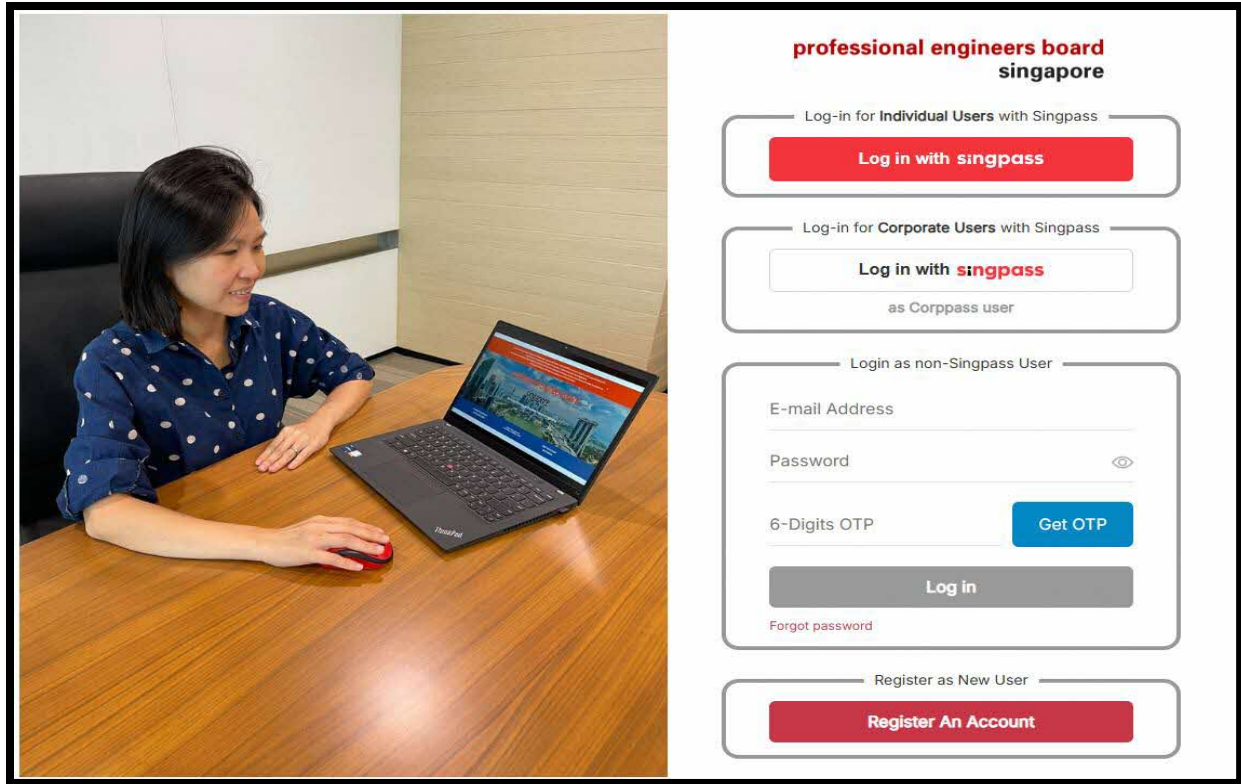 professional engineers board
singapore
Log-in for Individual Users with Singpass
Log in with singpass
Log-in for Corporate Users with Singpass
Log in with singpass
as Corppass user
Login as non-Singpass User
E-mail Address
Password
6-Digits OTP
Get OTP
Log in
Forgot password
Register as New User
Register An Account
ThinkPad